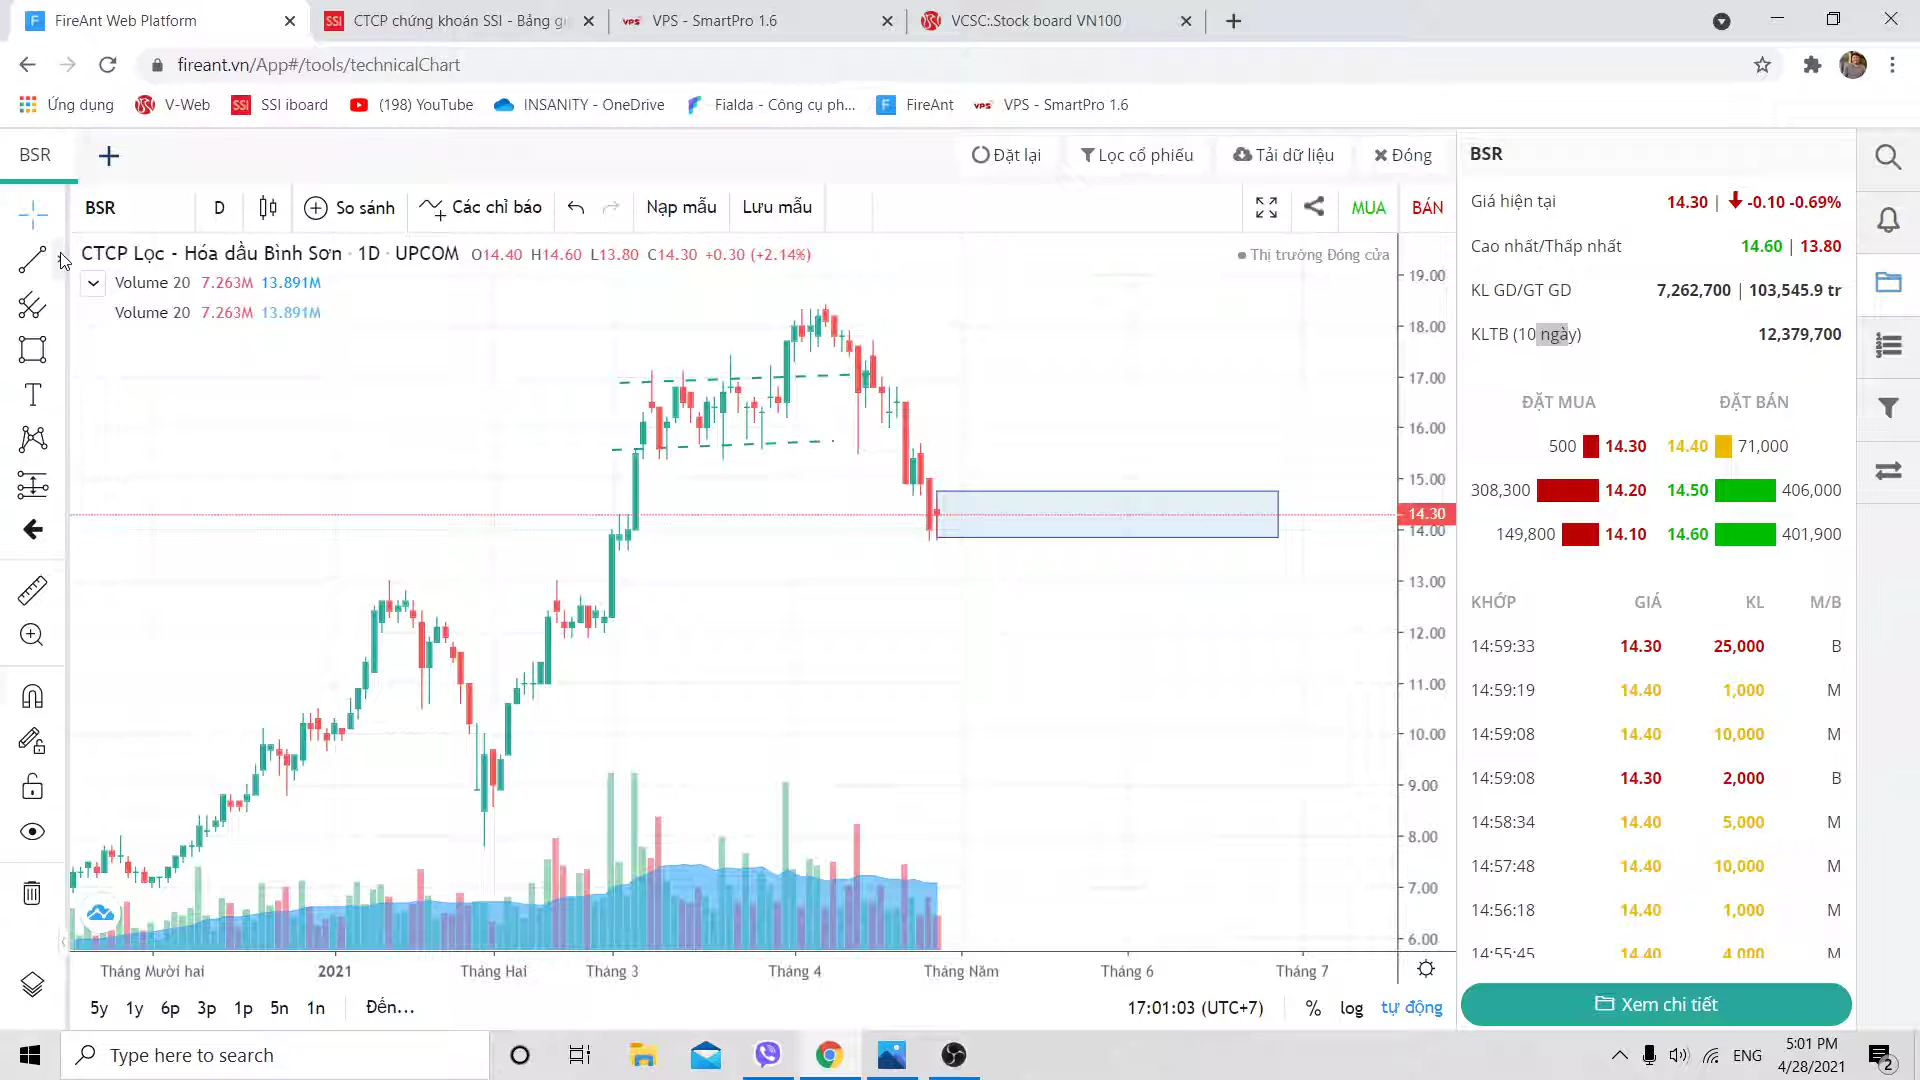 FireAnt Web Platform
CTCP chứng khoán SSI - Bảng gi
VPS - SmartPro 1.6
VCSC:.Stock board VN100
fireant.vn/App#/tools/technicalChart
Ứng dụng
V-Web
SSI iboard
(198) YouTube
INSANITY - OneDrive
Fialda - Công cụ ph...
FireAnt
VPS - SmartPro 1.6
BSR
Đặt lại
Lọc cổ phiếu
Tải dữ liệu
Đóng
BSR
D
So sánh
Các chỉ báo
Nạp mẫu
Lưu mẫu
MUA
BÁN
CTCP Lọc - Hóa dầu Bình Sơn · 1D · UPCOM O14.40 H14.60 L13.80 C14.30 +0.30 (+2.14%)
Thị trường Đóng cửa
Volume 20 7.263M 13.891M
Volume 20 7.263M 13.891M
19.00
18.00
17.00
16.00
15.00
14.30
14.00
13.00
12.00
11.00
10.00
9.00
8.00
7.00
6.00
Tháng Mười hai
2021
Tháng Hai
Tháng 3
Tháng 4
Tháng Năm
Tháng 6
Tháng 7
5y 1y 6p 3p 1p 5n 1n Đến...
17:01:03 (UTC+7) % log tự động
BSR
Giá hiện tại 14.30 | -0.10 -0.69%
Cao nhất/Thấp nhất 14.60 | 13.80
KL GD/GT GD 7,262,700 | 103,545.9 tr
KLTB (10 ngày) 12,379,700
ĐẶT MUA ĐẶT BÁN
500 14.30 14.40 71,000
308,300 14.20 14.50 406,000
149,800 14.10 14.60 401,900
KHỚP GIÁ KL M/B
14:59:33 14.30 25,000 B
14:59:19 14.40 1,000 M
14:59:08 14.40 10,000 M
14:59:08 14.30 2,000 B
14:58:34 14.40 5,000 M
14:57:48 14.40 10,000 M
14:56:18 14.40 1,000 M
14:55:45 14.40 4,000 M
Xem chi tiết
Type here to search
ENG
5:01 PM
4/28/2021
2